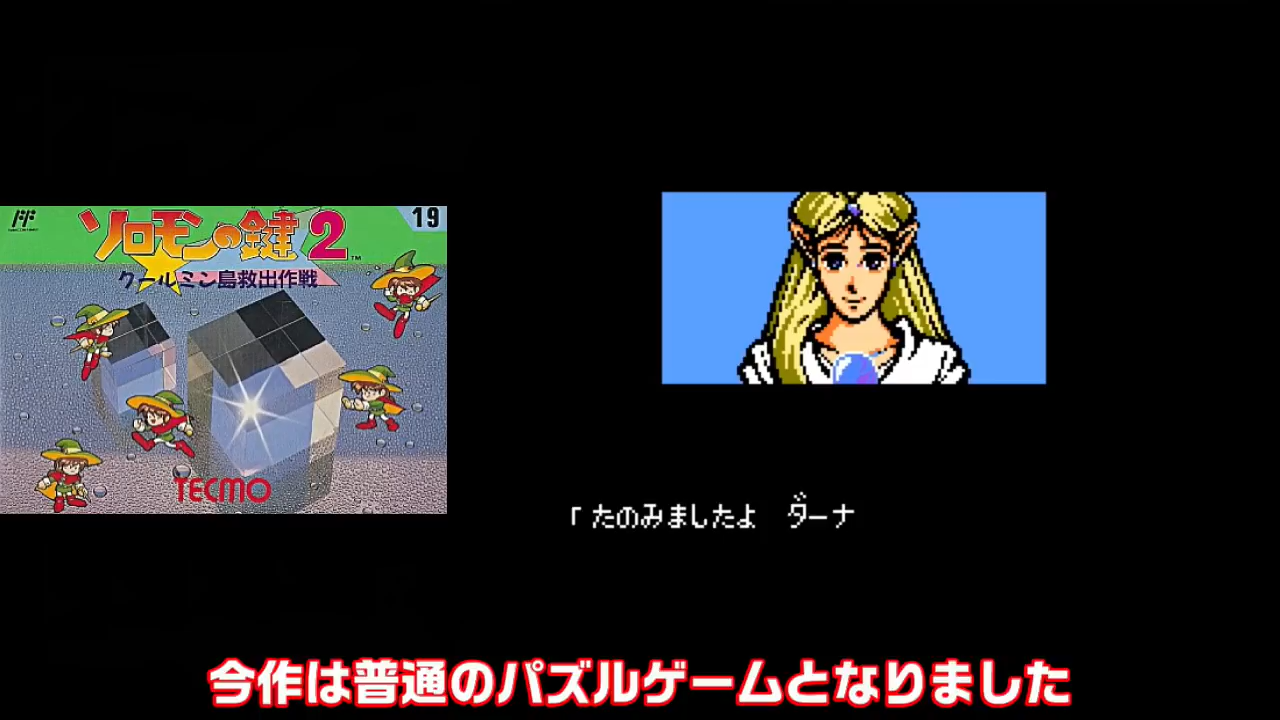 19
ソロモンの鍵2™
クールミン島救出作戦
TECMO
「たのみましたよ ダーナ
今作は普通のパズルゲームとなりました